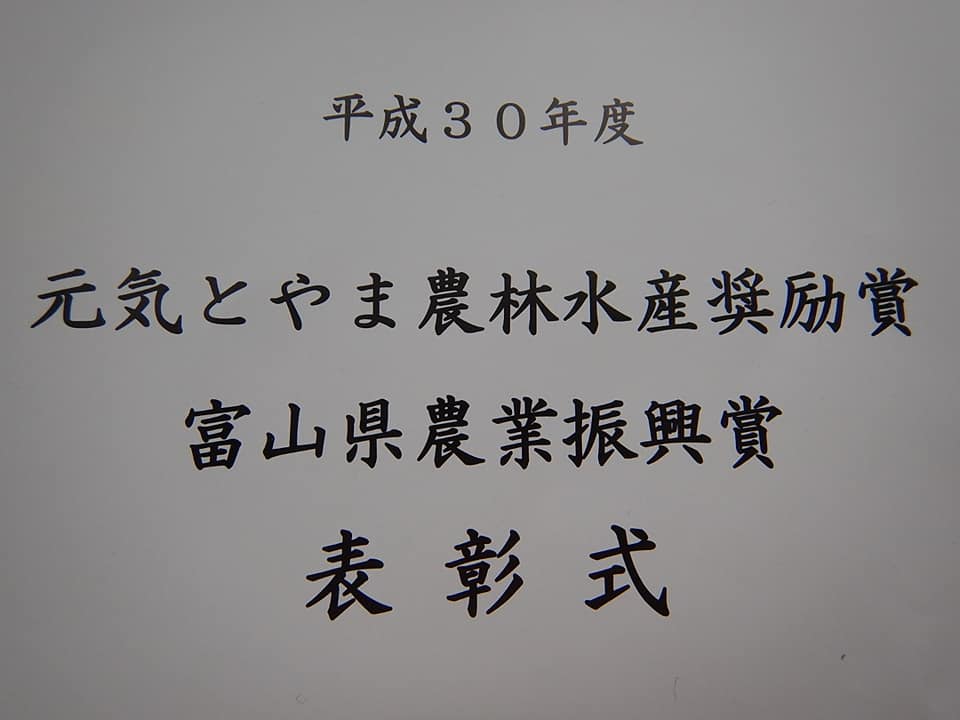 平成３０年度
元気とやま農林水産奨励賞
富山県農業振興賞
表彰式